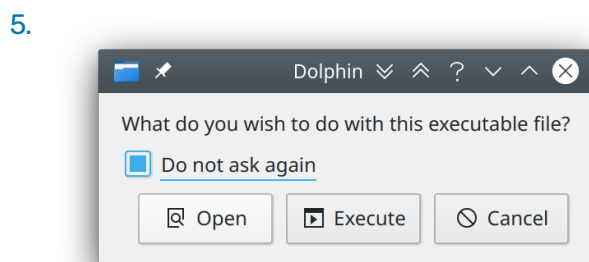 5.
Dolphin
What do you wish to do with this executable file?
Do not ask again
Open Execute Cancel